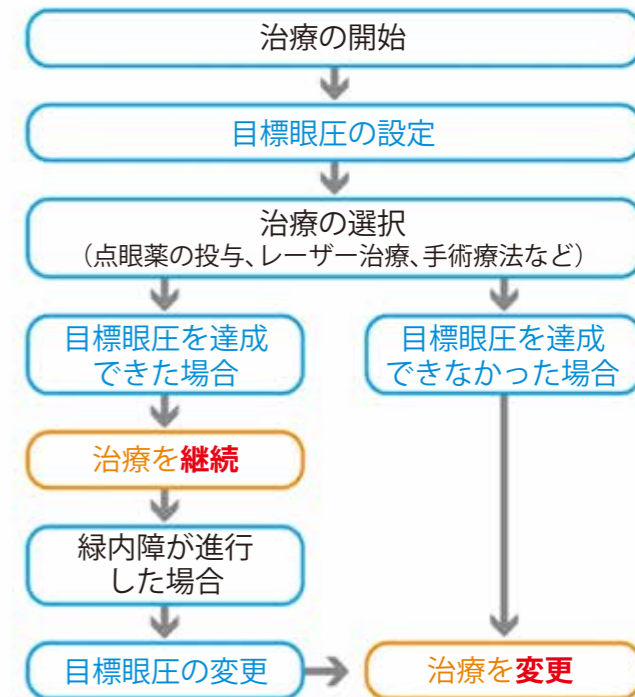 治療の開始
目標眼圧の設定
治療の選択
（点眼薬の投与、レーザー治療、手術療法など）
目標眼圧を達成
できた場合
目標眼圧を達成
できなかった場合
治療を継続
緑内障が進行
した場合
目標眼圧の変更
治療を変更